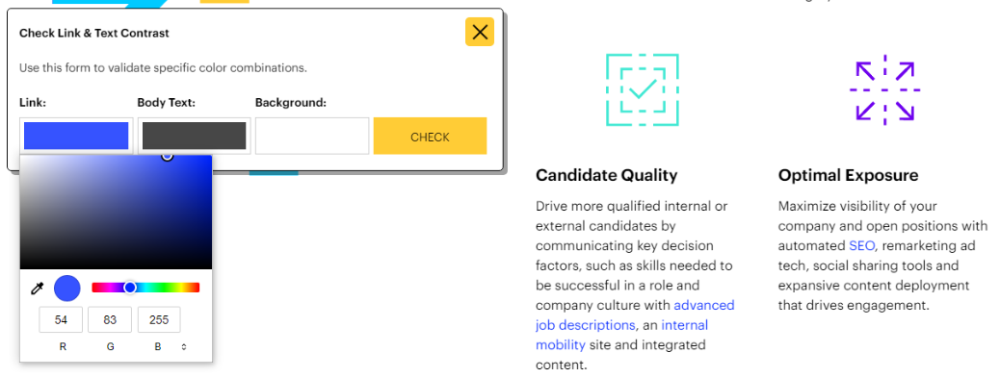 Check Link & Text Contrast
Use this form to validate specific color combinations.
Link:
Body Text:
Background:
CHECK
54
83
255
R
G
B
Candidate Quality
Drive more qualified internal or
external candidates by
communicating key decision
factors, such as skills needed to
be successful in a role and
company culture with advanced
job descriptions, an internal
mobility site and integrated
content.
Optimal Exposure
Maximize visibility of your
company and open positions with
automated SEO, remarketing ad
tech, social sharing tools and
expansive content deployment
that drives engagement.